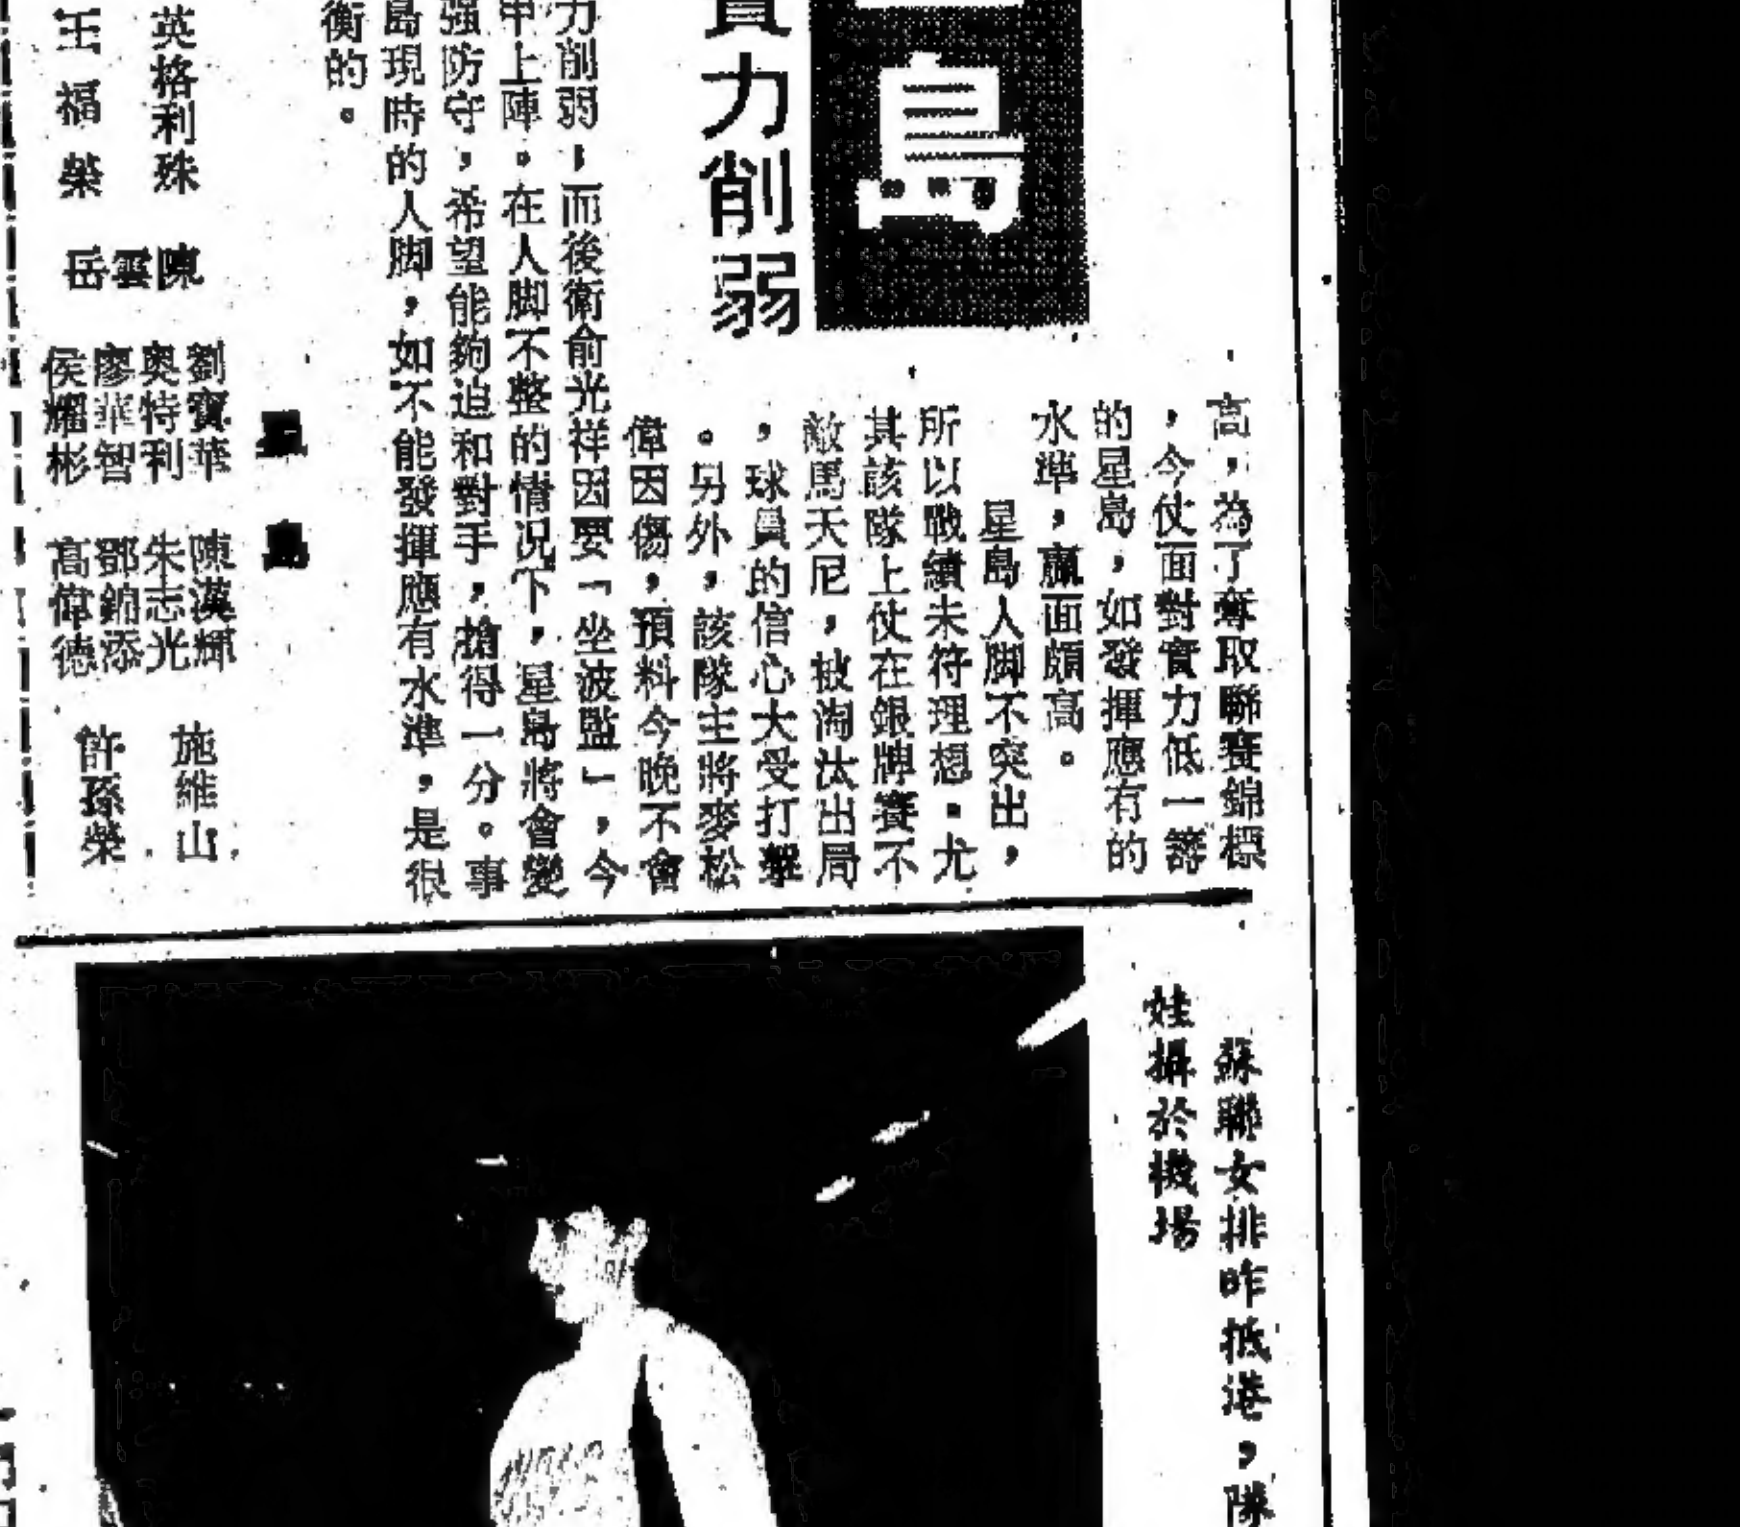 島
力削弱
高，為了奪取聯賽錦標
，今仗面對實力低一籌
的星島，如發揮應有的
水準，贏面頗高。
星島人脚不突出，
所以戰績未符理想。尤
其該隊上仗在銀牌賽不
敵馬天尼，被淘汰出局
，球員的信心大受打擊
。另外，該隊主將麥松
偉因傷，預料今晚不會
力削弱，而後衛俞光祥因要「坐波監」，今
上陣。在人脚不整的情況下，星島將會變
强防守，希望能夠迫和對手，搶得一分。事
島現時的人脚，如不能發揮應有水準，是很
衡的。
星島
劉寶華 陳漢輝
奧特利 朱志光 施維山
廖華智 鄧錦添 許孫榮
侯耀彬 高偉德
英格利殊 陳
雲
王福榮 岳
蘇聯女排昨抵港，隊
娃攝於機場